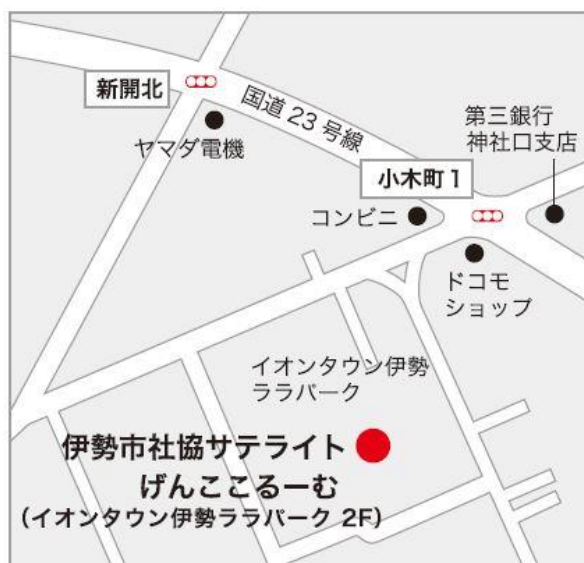 新開北
ヤマダ電機
国道 23 号線
第三銀行
神社口支店
小木町 1
コンビニ
ドコモ
ショップ
イオンタウン伊勢
ララパーク
伊勢市社協サテライト
げんここるーむ
（イオンタウン伊勢ララパーク 2F）